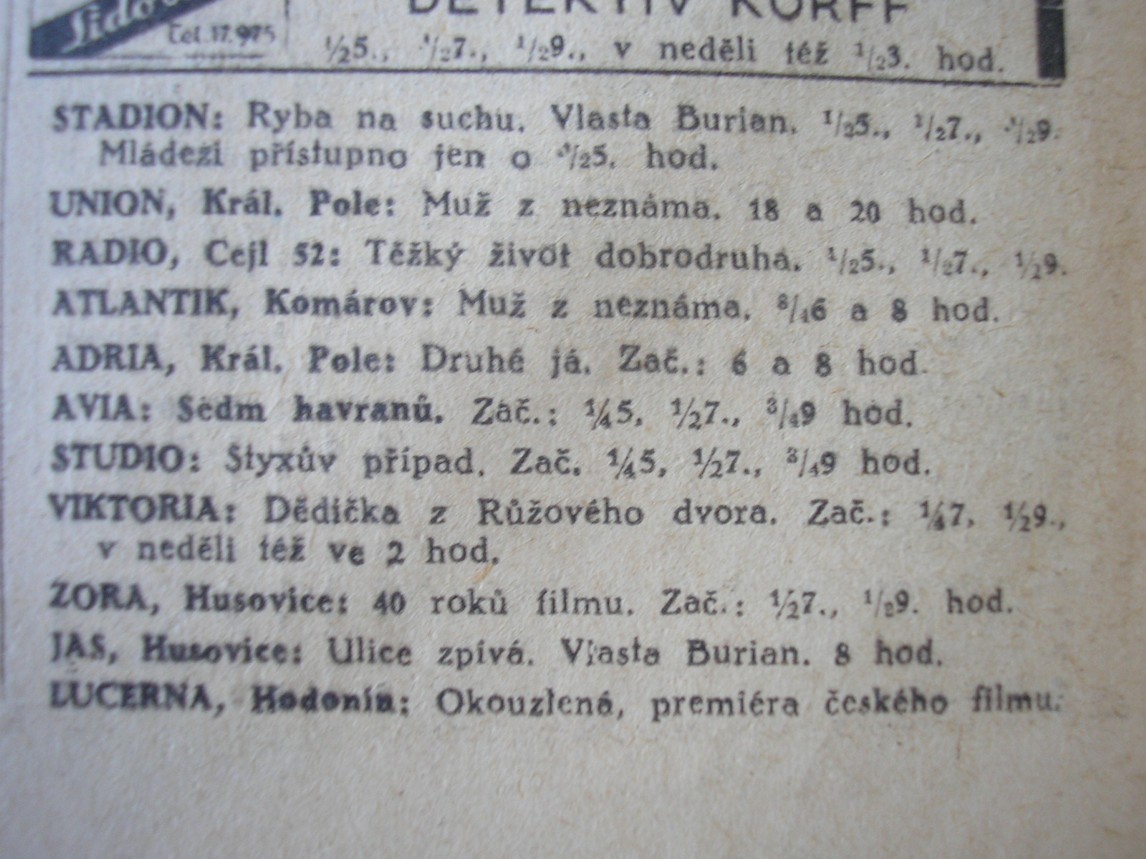 DETEKTIV KORFF
Lido
Tel. 17.975
½5., ½7., ½9., v neděli též ½3. hod.
STADION: Ryba na suchu. Vlasta Burian. ½5., ½7., ½9.
Mládeži přístupno jen o ½5. hod.
UNION, Král. Pole: Muž z neznáma. 18 a 20 hod.
RADIO, Cejl 52: Těžký život dobrodruha. ½5., ½7., ½9.
ATLANTIK, Komárov: Muž z neznáma. ¾6 a 8 hod.
ADRIA, Král. Pole: Druhé já. Zač.: 6 a 8 hod.
AVIA: Sedm havranů. Zač.: ¼5, ½7., ¾9 hod.
STUDIO: Styxův případ. Zač. ¼5, ½7., ¾9 hod.
VIKTORIA: Dědička z Růžového dvora. Zač.: ¼7, ½9.,
v neděli též ve 2 hod.
ZORA, Husovice: 40 roků filmu. Zač.: ½7., ½9. hod.
JAS, Husovice: Ulice zpívá. Vlasta Burian. 8 hod.
LUCERNA, Hodonín: Okouzlená, premiéra českého filmu.